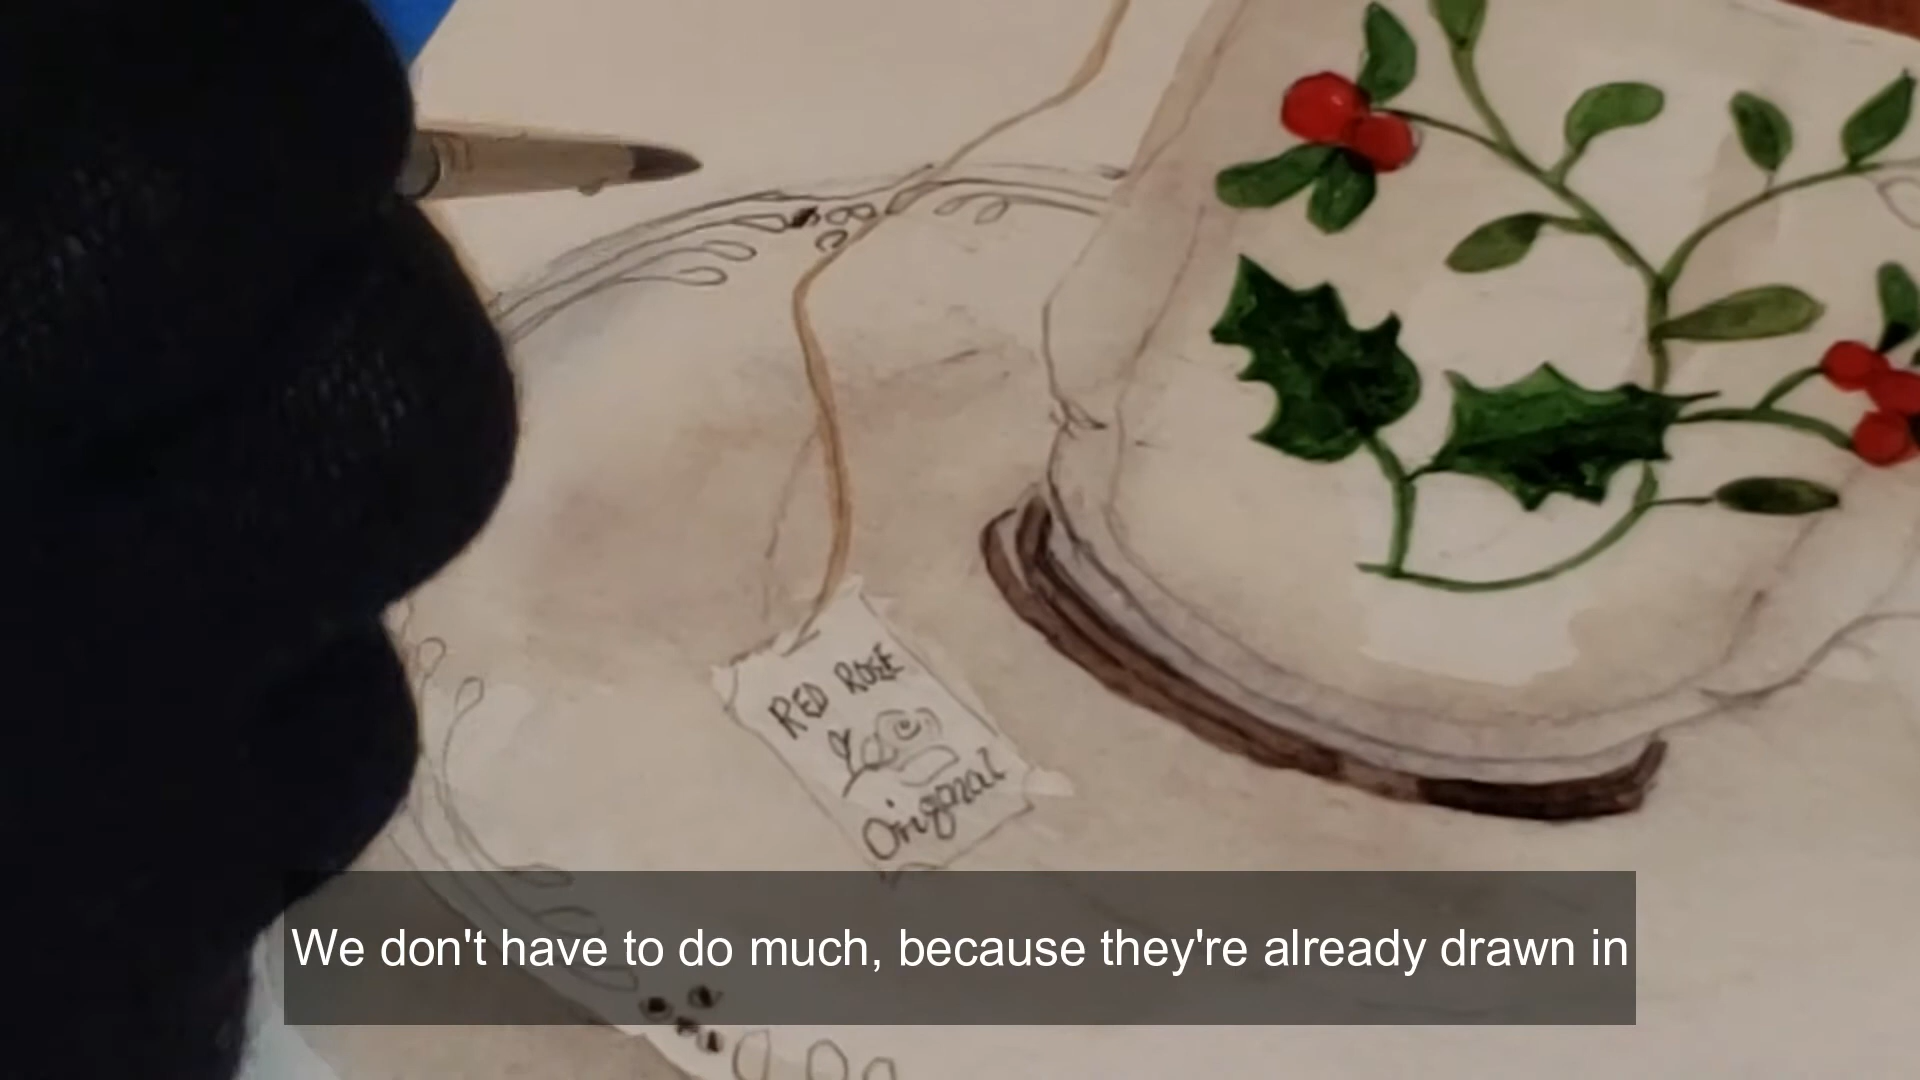 RED ROSE
Original
We don't have to do much, because they're already drawn in